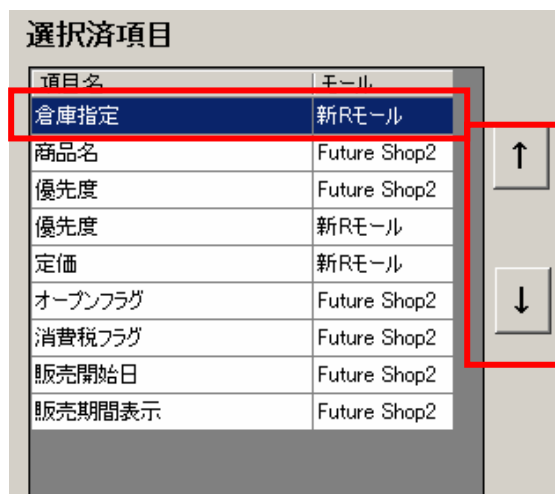 選択済項目
項目名 モール
倉庫指定 新Rモール
商品名 Future Shop2
↑
優先度 Future Shop2
優先度 新Rモール
定価 新Rモール
オープンフラグ Future Shop2
↓
消費税フラグ Future Shop2
販売開始日 Future Shop2
販売期間表示 Future Shop2